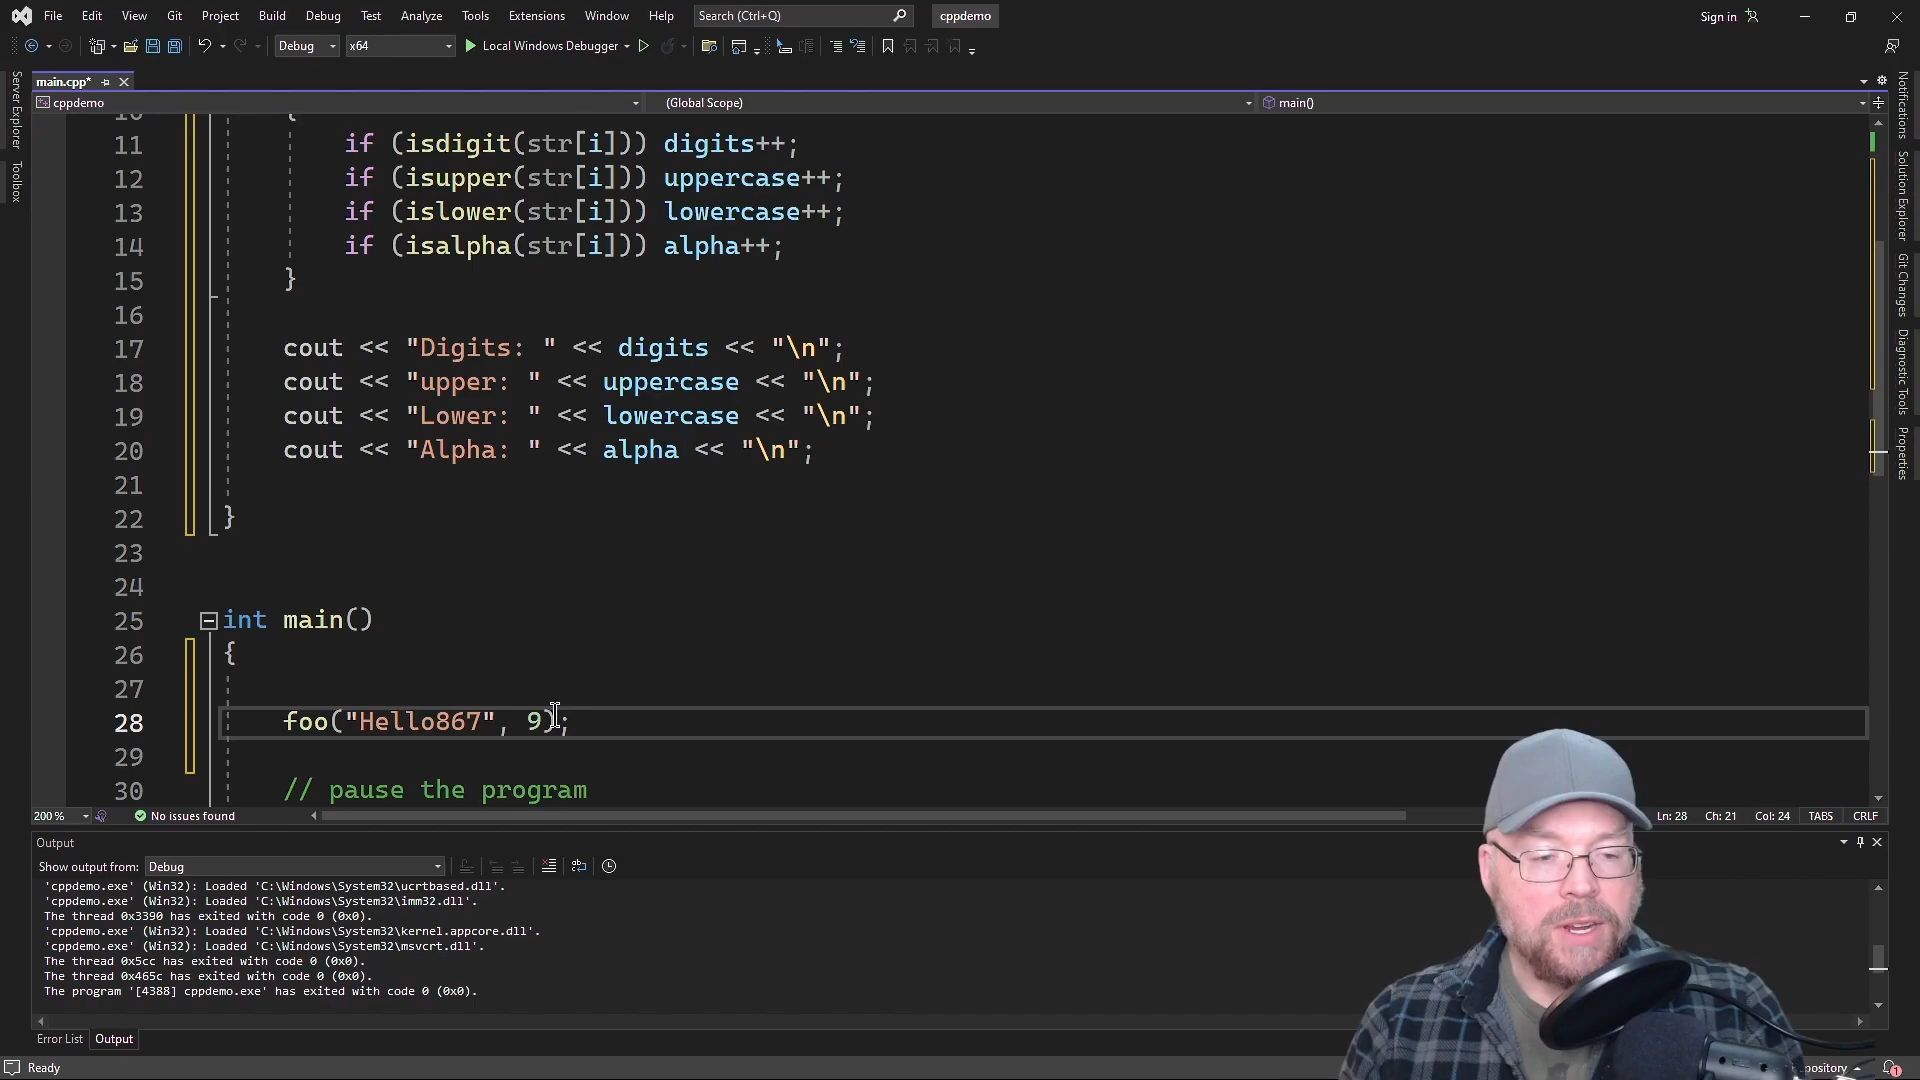 File Edit View Git Project Build Debug Test Analyze Tools Extensions Window Help Search (Ctrl+Q) cppdemo Sign in
Debug x64 Local Windows Debugger
main.cpp*
cppdemo (Global Scope) main()
10 {
11 if (isdigit(str[i])) digits++;
12 if (isupper(str[i])) uppercase++;
13 if (islower(str[i])) lowercase++;
14 if (isalpha(str[i])) alpha++;
15 }
16
17 cout << "Digits: " << digits << "\n";
18 cout << "upper: " << uppercase << "\n";
19 cout << "Lower: " << lowercase << "\n";
20 cout << "Alpha: " << alpha << "\n";
21
22 }
23
24
25 int main()
26 {
27
28 foo("Hello867", 9);
29
30 // pause the program
200 % No issues found Ln: 28 Ch: 21 Col: 24 TABS CRLF
Output
Show output from: Debug
'cppdemo.exe' (Win32): Loaded 'C:\Windows\System32\ucrtbased.dll'.
'cppdemo.exe' (Win32): Loaded 'C:\Windows\System32\imm32.dll'.
The thread 0x3390 has exited with code 0 (0x0).
'cppdemo.exe' (Win32): Loaded 'C:\Windows\System32\kernel.appcore.dll'.
'cppdemo.exe' (Win32): Loaded 'C:\Windows\System32\msvcrt.dll'.
The thread 0x5cc has exited with code 0 (0x0).
The thread 0x465c has exited with code 0 (0x0).
The program '[4388] cppdemo.exe' has exited with code 0 (0x0).
Error List Output
Ready
Server Explorer
Toolbox
Notifications
Solution Explorer
Git Changes
Diagnostic Tools
Properties